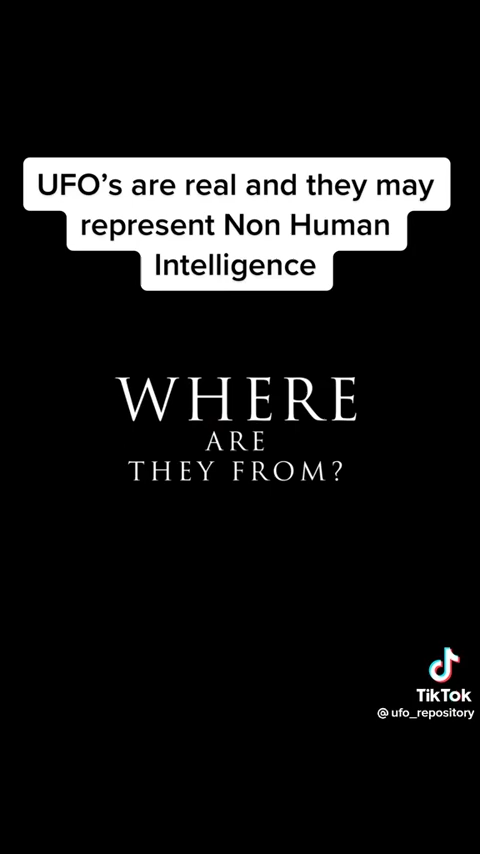 UFO’s are real and they may
represent Non Human
Intelligence
WHERE
ARE
THEY FROM?
TikTok
@ufo_repository